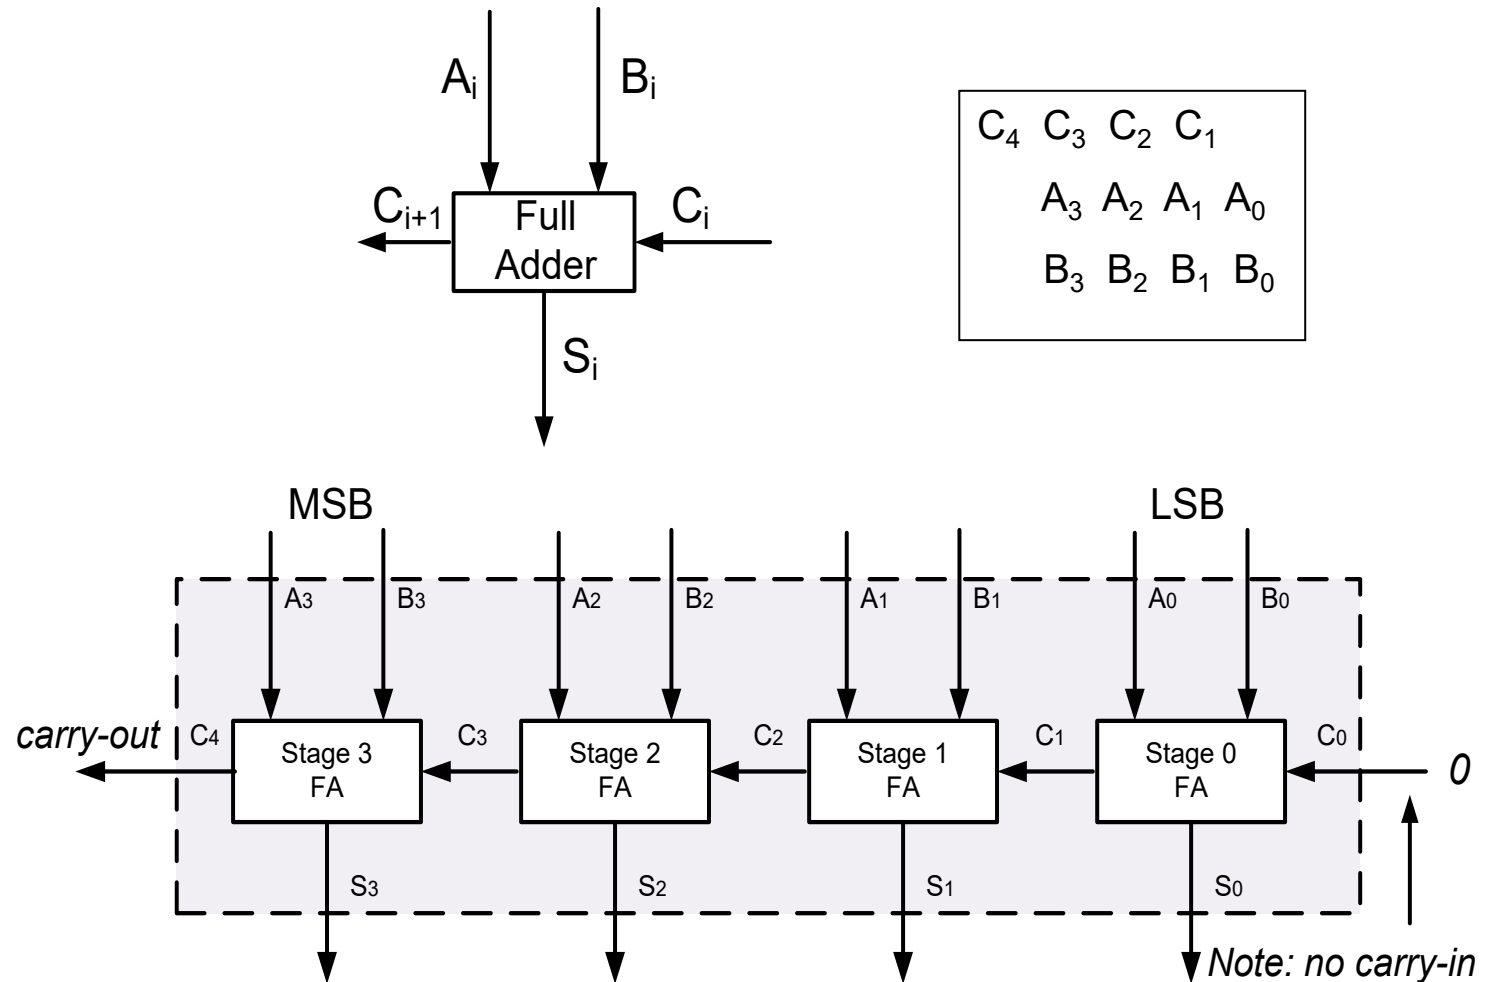 Aᵢ Bᵢ
Cᵢ₊₁ Full Cᵢ
Adder
Sᵢ
C₄ C₃ C₂ C₁
A₃ A₂ A₁ A₀
B₃ B₂ B₁ B₀
MSB LSB
A3 B3 A2 B2 A1 B1 A0 B0
carry-out C4 Stage 3 C3 Stage 2 C2 Stage 1 C1 Stage 0 C0 0
FA FA FA FA
S3 S2 S1 S0
Note: no carry-in